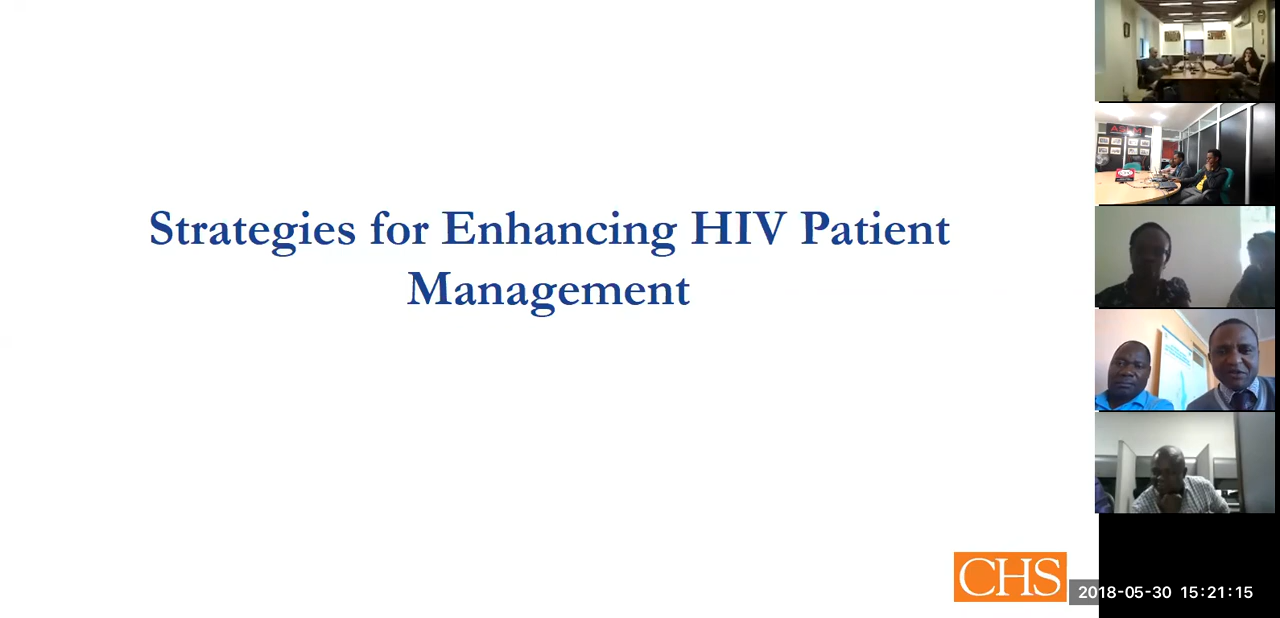 Strategies for Enhancing HIV Patient
Management
CHS
2018-05-30 15:21:15